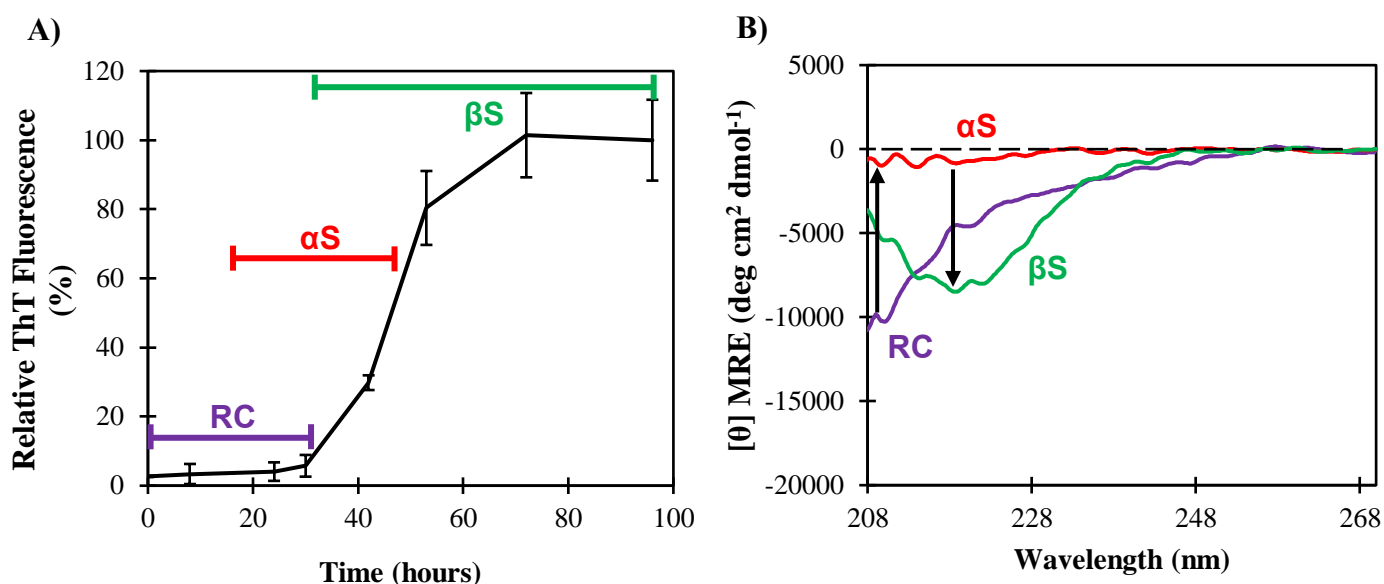 A)
Relative ThT Fluorescence
(%)
120
100
80
60
40
20
0
βS
αS
RC
0 20 40 60 80 100
Time (hours)
B)
[θ] MRE (deg cm² dmol⁻¹)
5000
0
-5000
-10000
-15000
-20000
αS
βS
RC
208 228 248 268
Wavelength (nm)